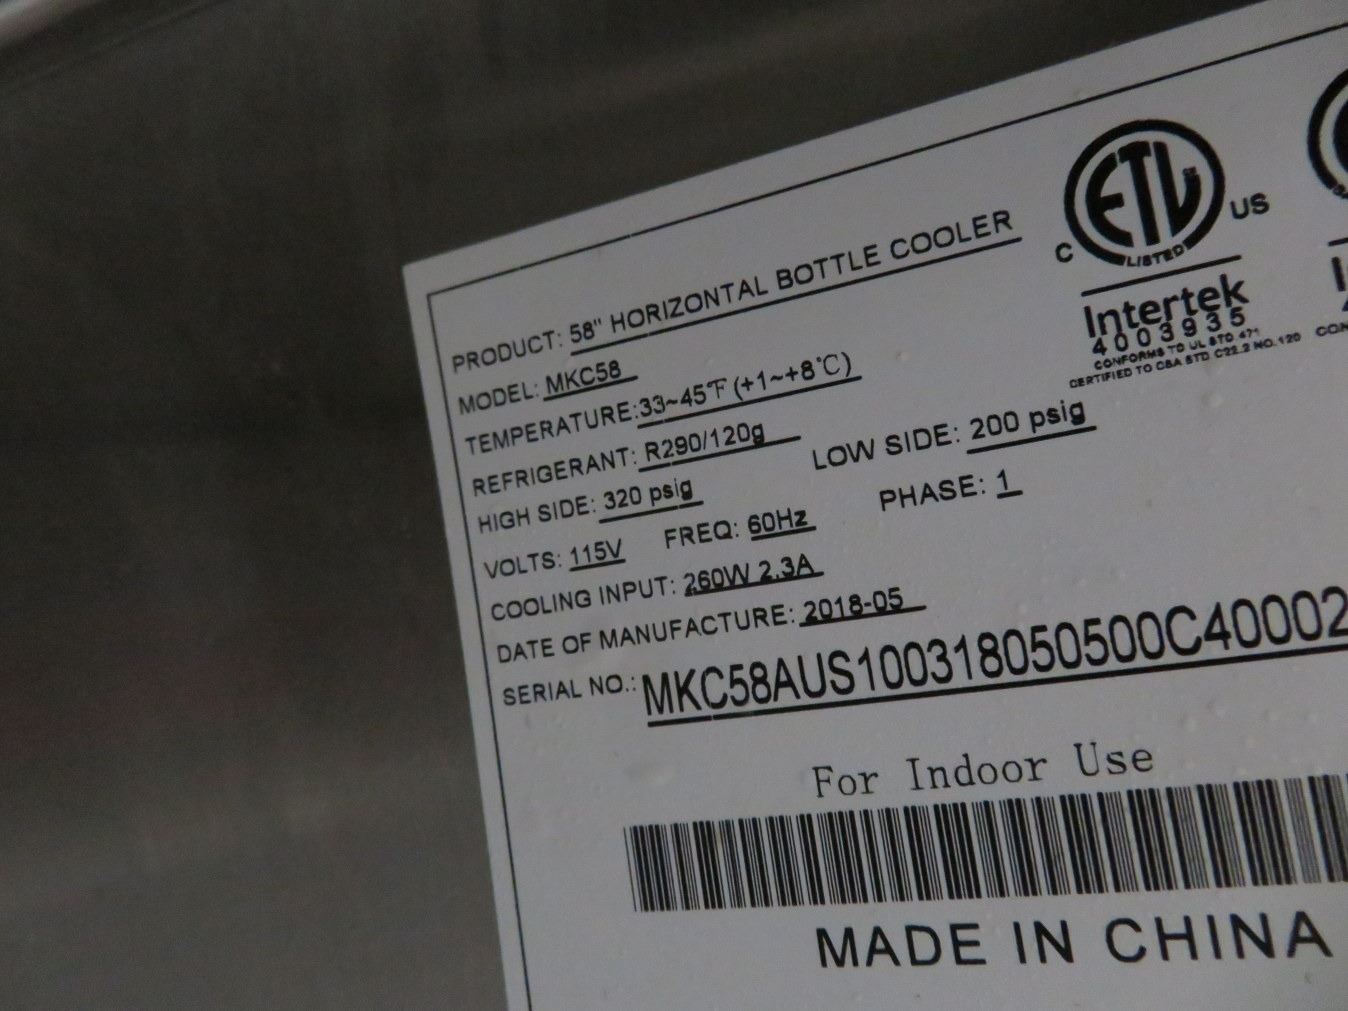 PRODUCT: 58" HORIZONTAL BOTTLE COOLER
MODEL: MKC58
TEMPERATURE:33~45℉(+1~+8℃)
REFRIGERANT: R290/120g
HIGH SIDE: 320 psig LOW SIDE: 200 psig
VOLTS: 115V FREQ: 60Hz PHASE: 1
COOLING INPUT: 260W 2.3A
DATE OF MANUFACTURE: 2018-05
SERIAL NO.: MKC58AUS100318050500C40002
For Indoor Use
MADE IN CHINA
C ETL US
LISTED
Intertek
4003935
CONFORMS TO UL STD 471
CERTIFIED TO C&A STD C22.2 NO.120